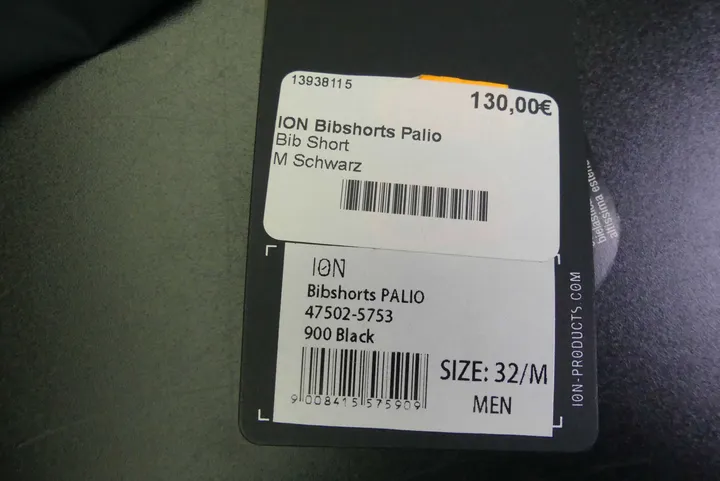 13938115
130,00€
ION Bibshorts Palio
Bib Short
M Schwarz
ION
Bibshorts PALIO
47502-5753
900 Black
SIZE: 32/M
MEN
9 008415 575909
ION-PRODUCTS.COM
altissima